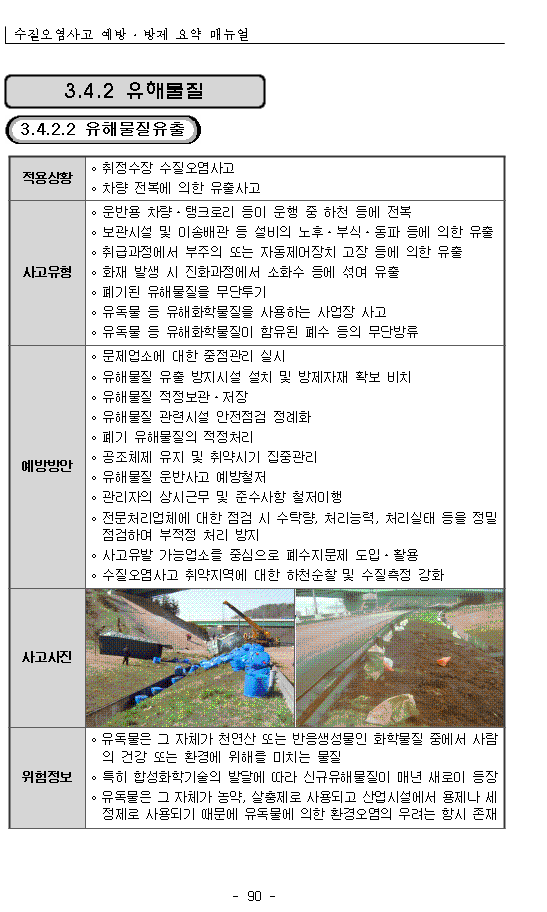 수질오염사고 예방·방제 요약 매뉴얼
3.4.2 유해물질
3.4.2.2 유해물질유출
적용상황
∘ 취정수장 수질오염사고
∘ 차량 전복에 의한 유출사고
사고유형
∘ 운반용 차량·탱크로리 등이 운행 중 하천 등에 전복
∘ 보관시설 및 이송배관 등 설비의 노후·부식·동파 등에 의한 유출
∘ 취급과정에서 부주의 또는 자동제어장치 고장 등에 의한 유출
∘ 화재 발생 시 진화과정에서 소화수 등에 섞여 유출
∘ 폐기된 유해물질을 무단투기
∘ 유독물 등 유해화학물질을 사용하는 사업장 사고
∘ 유독물 등 유해화학물질이 함유된 폐수 등의 무단방류
예방방안
∘ 문제업소에 대한 중점관리 실시
∘ 유해물질 유출 방지시설 설치 및 방제자재 확보 비치
∘ 유해물질 적정보관·저장
∘ 유해물질 관련시설 안전점검 정례화
∘ 폐기 유해물질의 적정처리
∘ 공조체제 유지 및 취약시기 집중관리
∘ 유해물질 운반사고 예방철저
∘ 관리자의 상시근무 및 준수사항 철저이행
∘ 전문처리업체에 대한 점검 시 수탁량, 처리능력, 처리실태 등을 정밀
점검하여 부적정 처리 방지
∘ 사고유발 가능업소를 중심으로 폐수지문제 도입·활용
∘ 수질오염사고 취약지역에 대한 하천순찰 및 수질측정 강화
사고사진
위험정보
∘ 유독물은 그 자체가 천연산 또는 반응생성물인 화학물질 중에서 사람
의 건강 또는 환경에 위해를 미치는 물질
∘ 특히 합성화학기술의 발달에 따라 신규유해물질이 매년 새로이 등장
∘ 유독물은 그 자체가 농약, 살충제로 사용되고 산업시설에서 용제나 세
정제로 사용되기 때문에 유독물에 의한 환경오염의 우려는 항시 존재
- 90 -